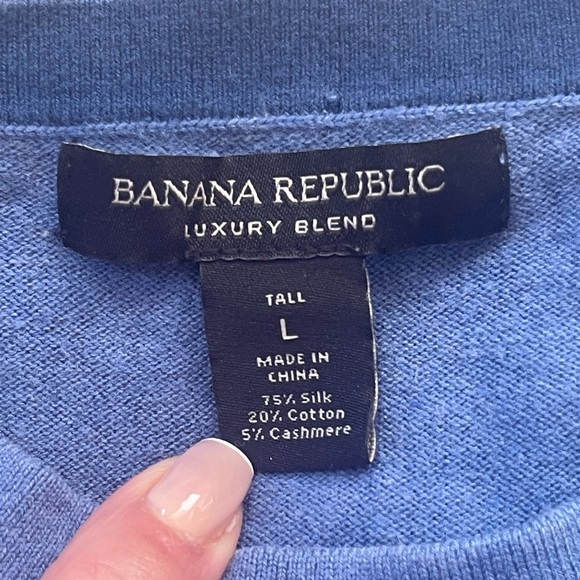 BANANA REPUBLIC
LUXURY BLEND
TALL
L
MADE IN
CHINA
75% Silk
20% Cotton
5% Cashmere